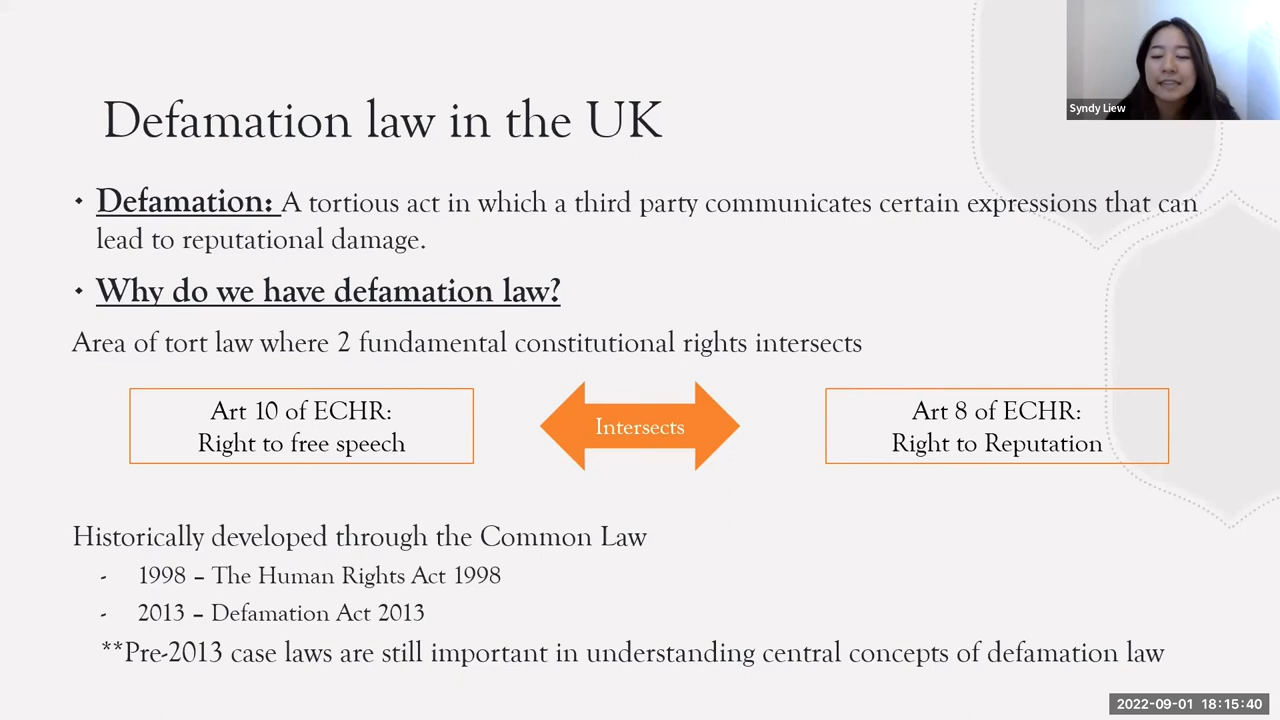 Syndy Liew
Defamation law in the UK
• Defamation: A tortious act in which a third party communicates certain expressions that can
lead to reputational damage.
• Why do we have defamation law?
Area of tort law where 2 fundamental constitutional rights intersects
Art 10 of ECHR:
Right to free speech
Intersects
Art 8 of ECHR:
Right to Reputation
Historically developed through the Common Law
- 1998 – The Human Rights Act 1998
- 2013 – Defamation Act 2013
**Pre-2013 case laws are still important in understanding central concepts of defamation law
2022-09-01 18:15:40